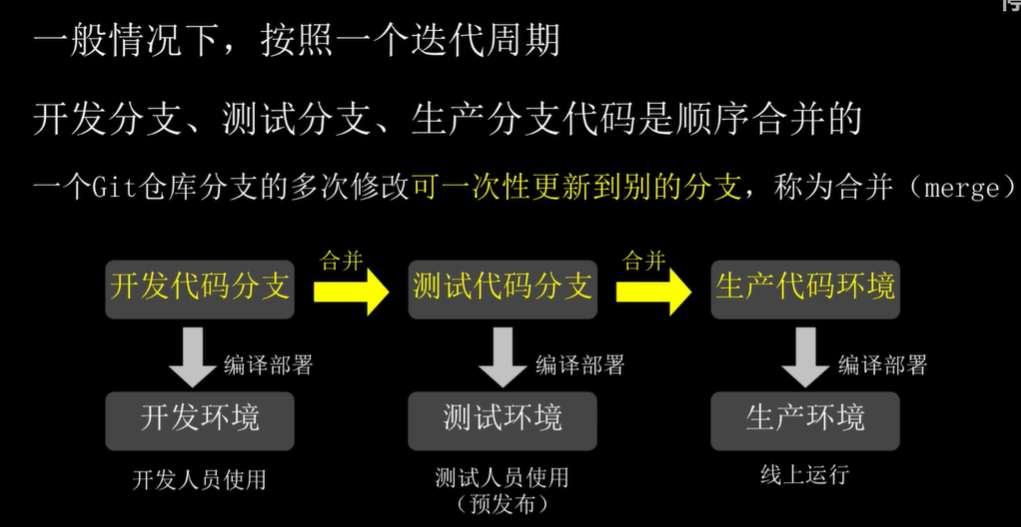 一般情况下，按照一个迭代周期
开发分支、测试分支、生产分支代码是顺序合并的
一个Git仓库分支的多次修改可一次性更新到别的分支，称为合并（merge）
合并 合并
开发代码分支 测试代码分支 生产代码环境
编译部署 编译部署 编译部署
开发环境 测试环境 生产环境
开发人员使用 测试人员使用 线上运行
（预发布）